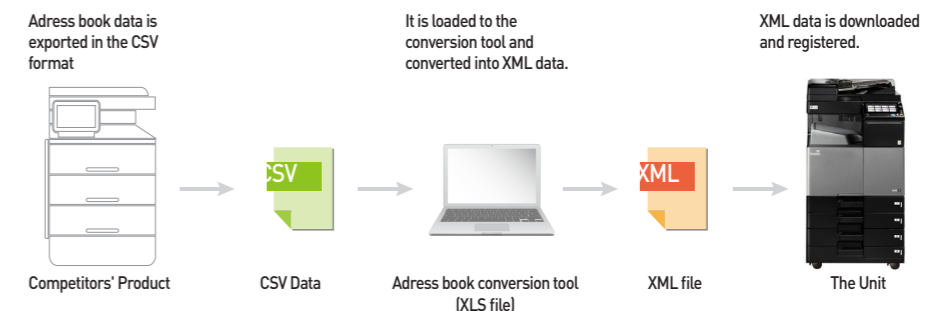 Adress book data is
exported in the CSV
format
It is loaded to the
conversion tool and
converted into XML data.
XML data is downloaded
and registered.
CSV
XML
Competitors' Product
CSV Data
Adress book conversion tool
(XLS file)
XML file
The Unit